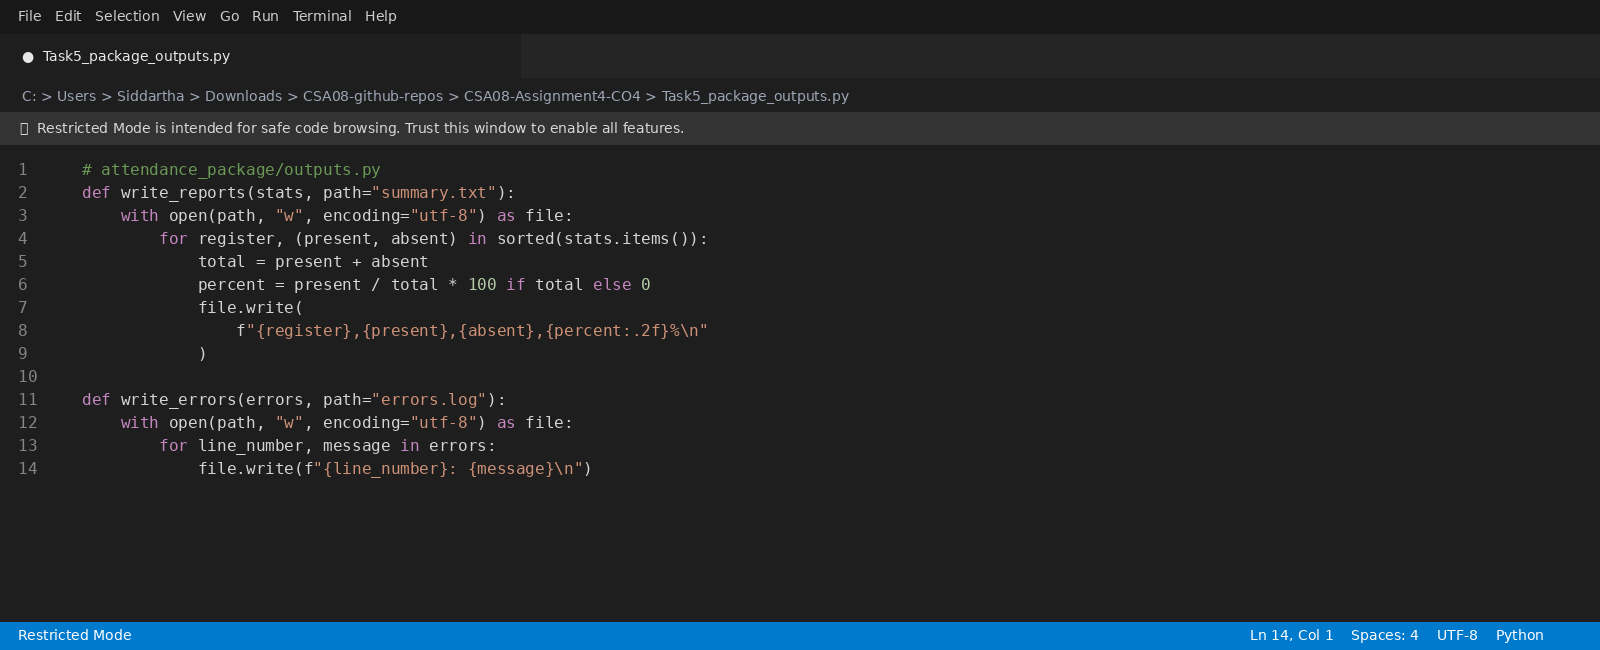 File Edit Selection View Go Run Terminal Help
● Task5_package_outputs.py
C: > Users > Siddartha > Downloads > CSA08-github-repos > CSA08-Assignment4-CO4 > Task5_package_outputs.py
Restricted Mode is intended for safe code browsing. Trust this window to enable all features.
1 # attendance_package/outputs.py
2 def write_reports(stats, path="summary.txt"):
3     with open(path, "w", encoding="utf-8") as file:
4         for register, (present, absent) in sorted(stats.items()):
5             total = present + absent
6             percent = present / total * 100 if total else 0
7             file.write(
8                 f"{register},{present},{absent},{percent:.2f}%\n"
9             )
10
11 def write_errors(errors, path="errors.log"):
12     with open(path, "w", encoding="utf-8") as file:
13         for line_number, message in errors:
14             file.write(f"{line_number}: {message}\n")
Restricted Mode Ln 14, Col 1 Spaces: 4 UTF-8 Python